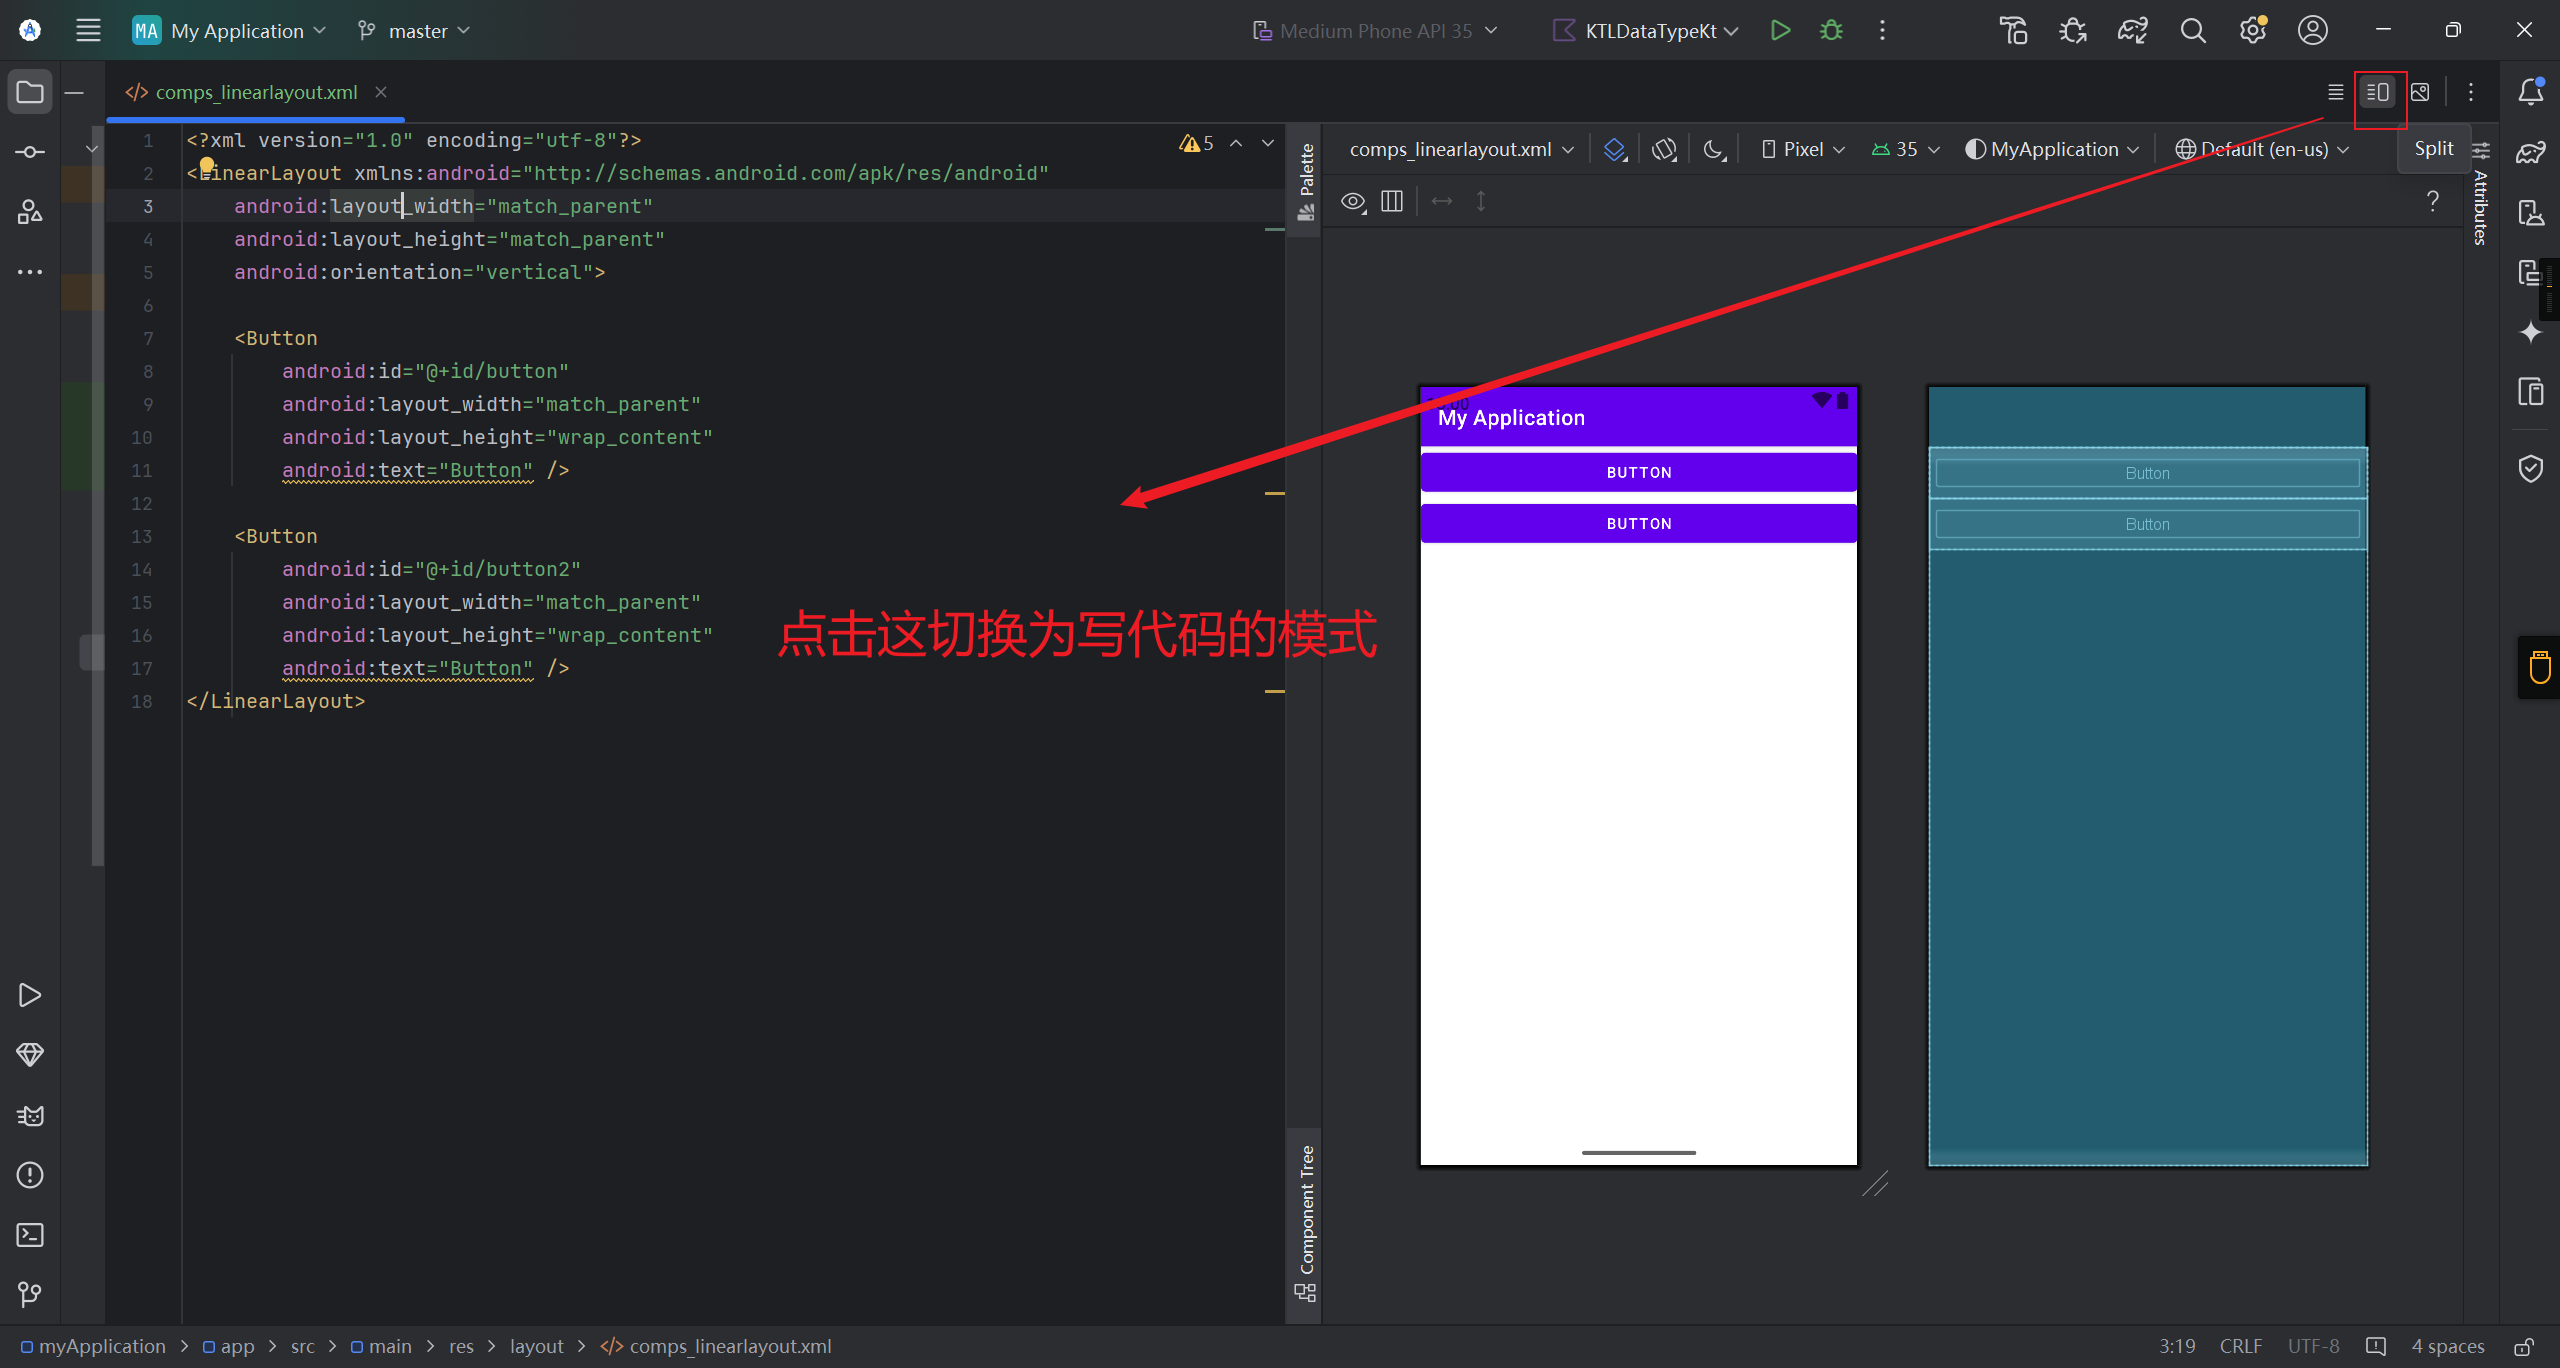 MA My Application master Medium Phone API 35 KTLDataTypeKt
comps_linearlayout.xml
1 <?xml version="1.0" encoding="utf-8"?>
2 <LinearLayout xmlns:android="http://schemas.android.com/apk/res/android"
3 android:layout_width="match_parent"
4 android:layout_height="match_parent"
5 android:orientation="vertical">
6
7 <Button
8 android:id="@+id/button"
9 android:layout_width="match_parent"
10 android:layout_height="wrap_content"
11 android:text="Button" />
12
13 <Button
14 android:id="@+id/button2"
15 android:layout_width="match_parent"
16 android:layout_height="wrap_content"
17 android:text="Button" />
18 </LinearLayout>
5
点击这切换为写代码的模式
Palette
Component Tree
comps_linearlayout.xml Pixel 35 MyApplication Default (en-us) Split
?
Attributes
My Application
BUTTON
BUTTON
Button
Button
myApplication > app > src > main > res > layout > comps_linearlayout.xml
3:19 CRLF UTF-8 4 spaces